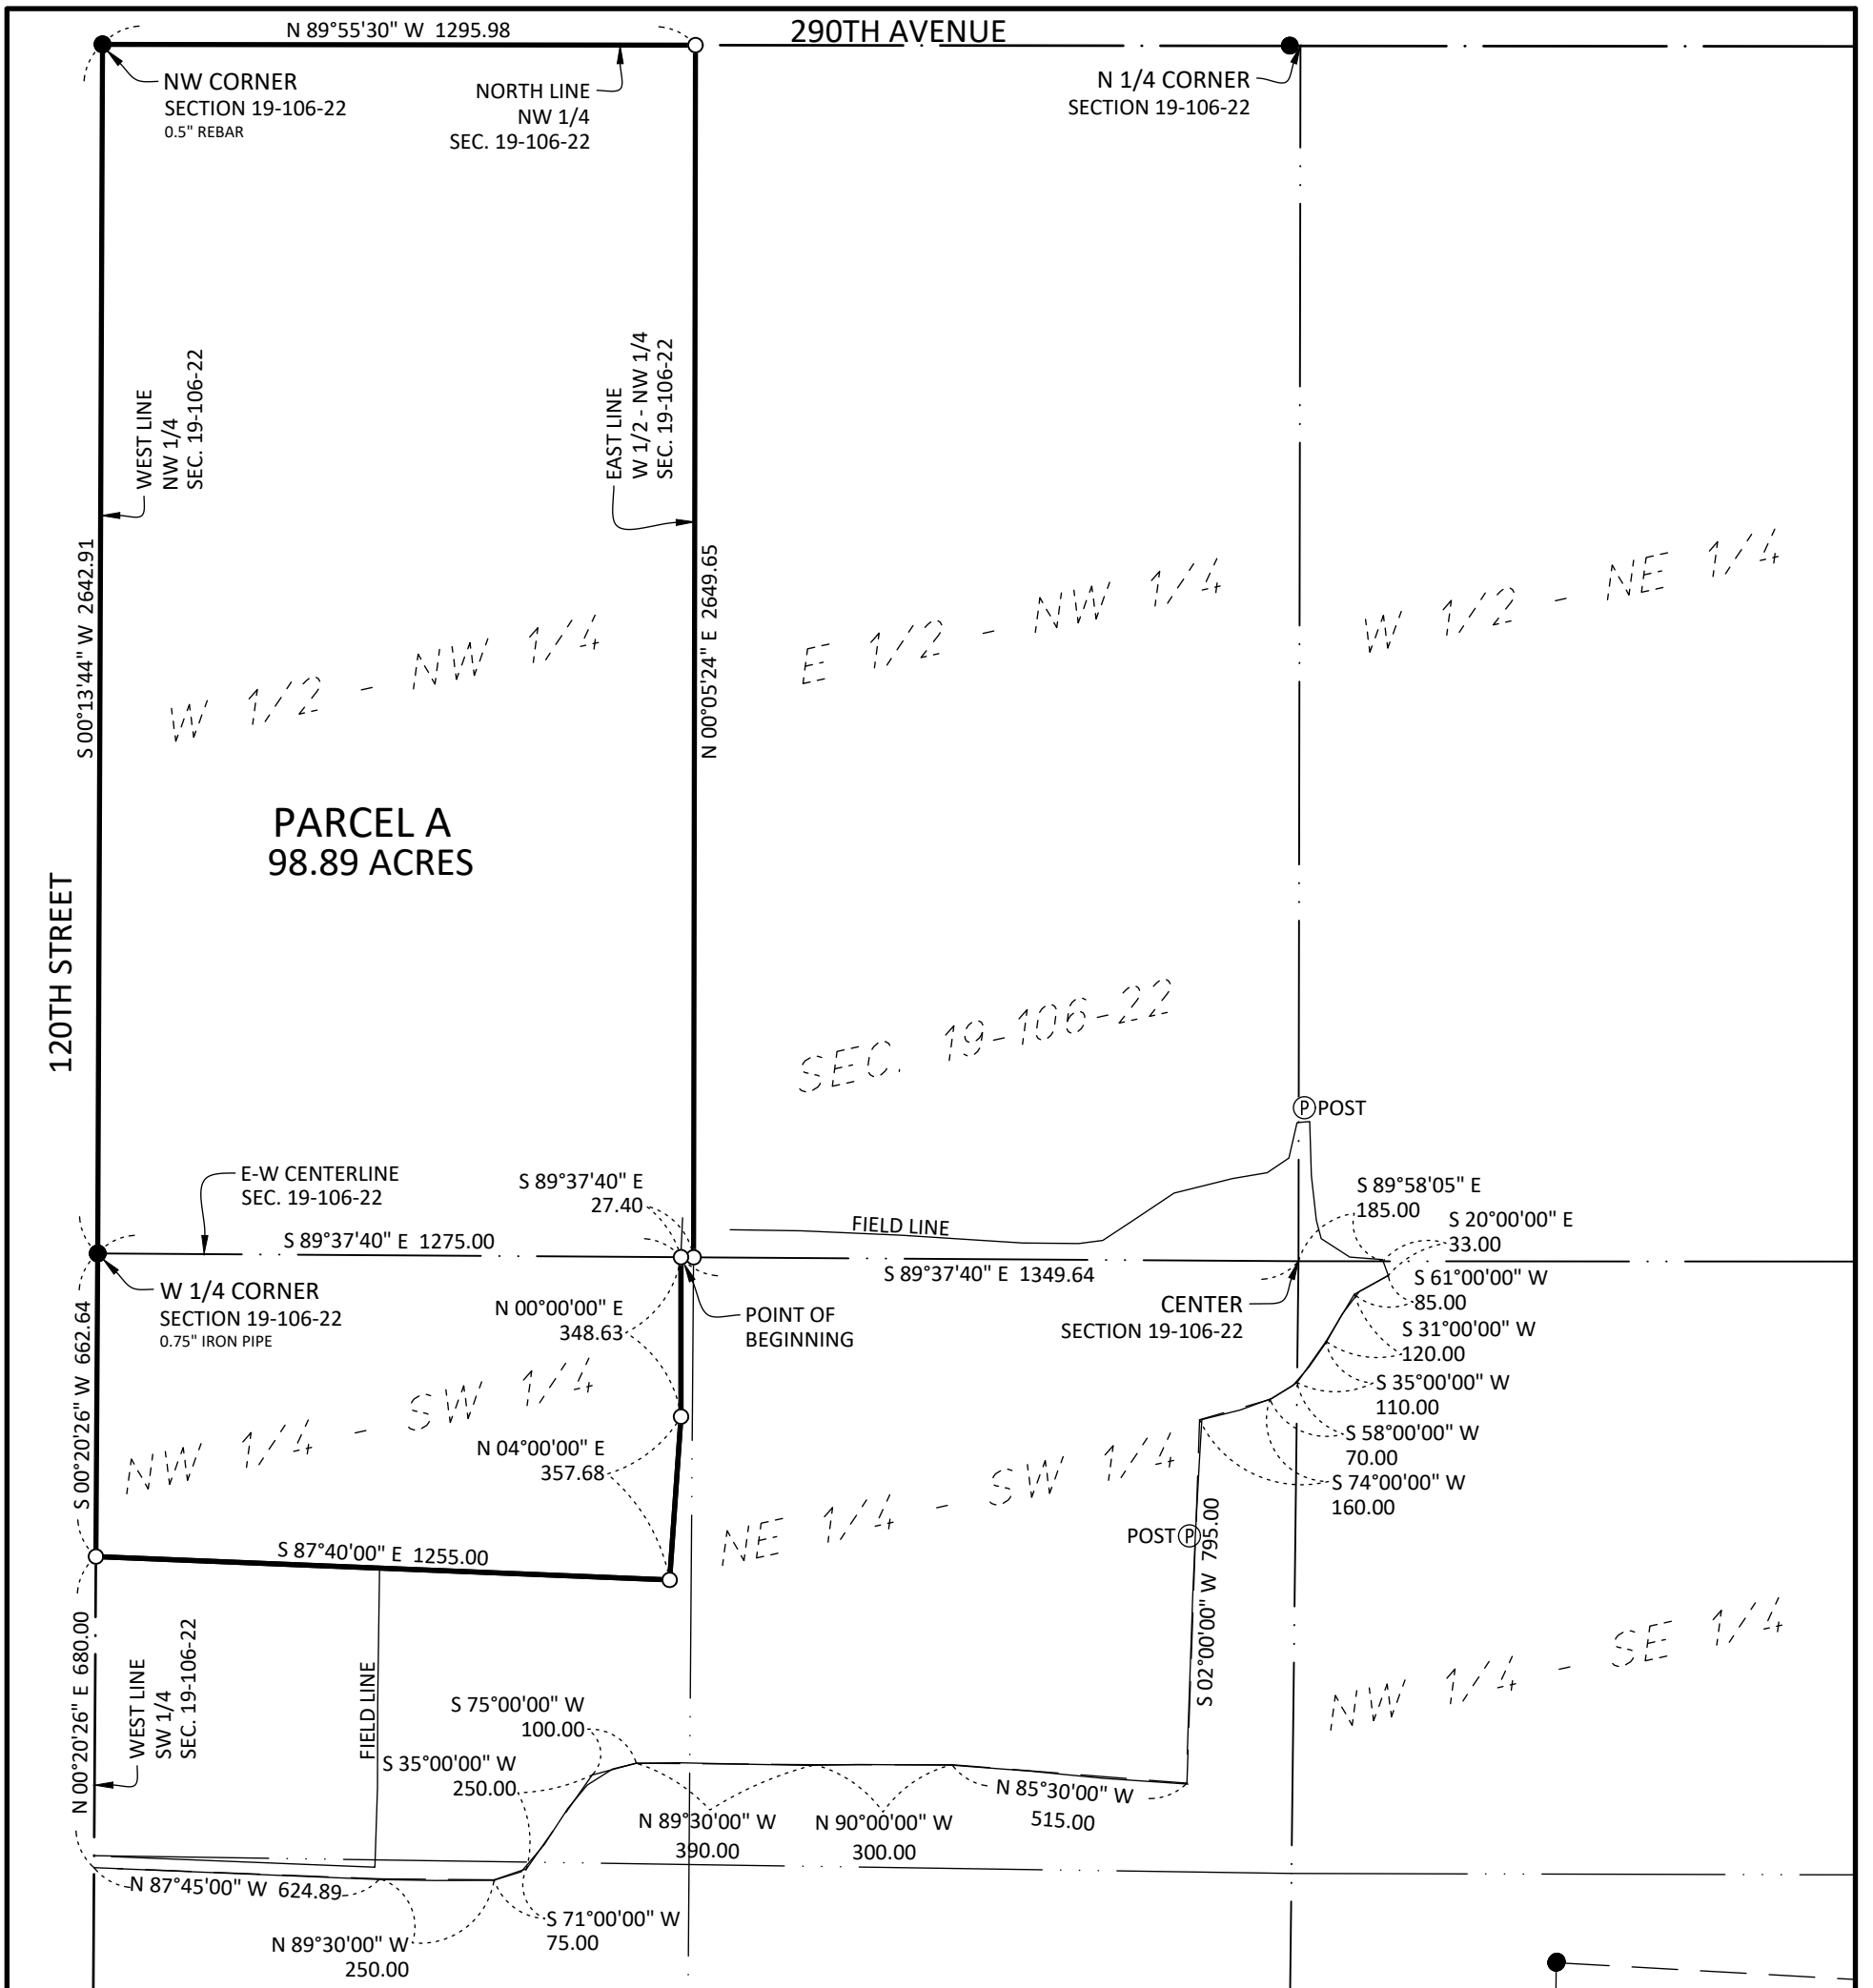 N 89°55'30" W 1295.98
290TH AVENUE
NW CORNER
SECTION 19-106-22
0.5" REBAR
NORTH LINE
NW 1/4
SEC. 19-106-22
N 1/4 CORNER
SECTION 19-106-22
WEST LINE
NW 1/4
SEC. 19-106-22
EAST LINE
W 1/2 - NW 1/4
SEC. 19-106-22
S 00°13'44" W 2642.91
N 00°05'24" E 2649.65
W 1/2 - NW 1/4
E 1/2 - NW 1/4
W 1/2 - NE 1/4
PARCEL A
98.89 ACRES
120TH STREET
SEC. 19-106-22
P POST
E-W CENTERLINE
SEC. 19-106-22
S 89°37'40" E
27.40
S 89°37'40" E 1275.00
FIELD LINE
S 89°37'40" E 1349.64
S 89°58'05" E
185.00
S 20°00'00" E
33.00
W 1/4 CORNER
SECTION 19-106-22
0.75" IRON PIPE
N 00°00'00" E
348.63
POINT OF
BEGINNING
CENTER
SECTION 19-106-22
S 61°00'00" W
85.00
S 31°00'00" W
120.00
S 35°00'00" W
110.00
S 58°00'00" W
70.00
S 74°00'00" W
160.00
S 00°20'26" W 662.64
NW 1/4 - SW 1/4
N 04°00'00" E
357.68
NE 1/4 - SW 1/4
POST P
S 02°00'00" W 795.00
S 87°40'00" E 1255.00
NW 1/4 - SE 1/4
N 00°20'26" E 680.00
WEST LINE
SW 1/4
SEC. 19-106-22
FIELD LINE
S 75°00'00" W
100.00
S 35°00'00" W
250.00
N 89°30'00" W
390.00
N 90°00'00" W
300.00
N 85°30'00" W
515.00
N 87°45'00" W 624.89
N 89°30'00" W
250.00
S 71°00'00" W
75.00